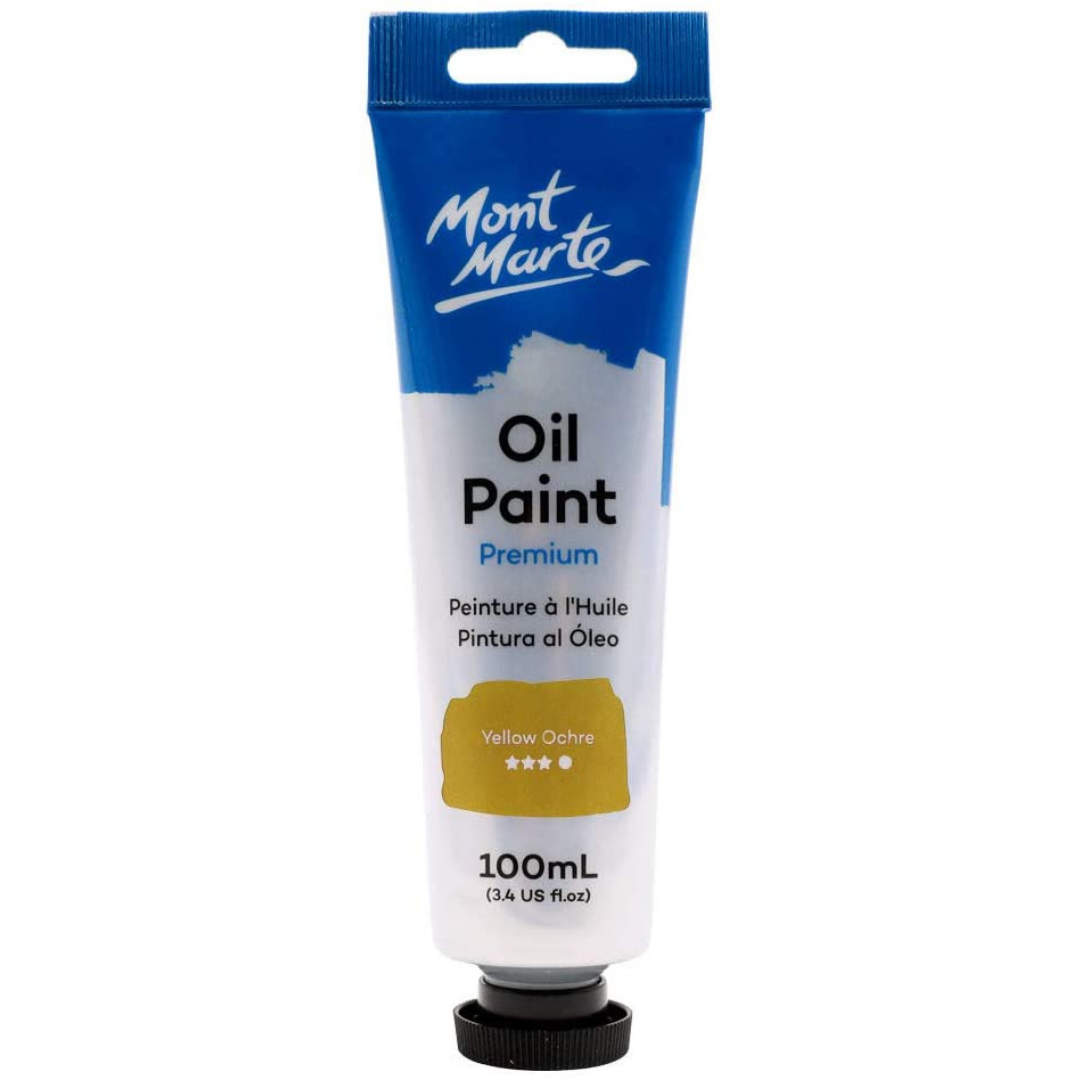 Mont
Marte
Oil
Paint
Premium
Peinture à l'Huile
Pintura al Óleo
Yellow Ochre
100mL
(3.4 US fl.oz)